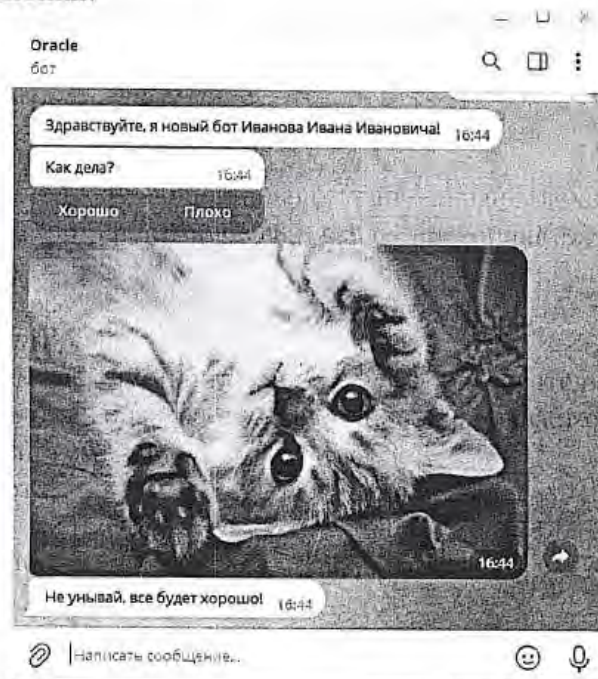 Oracle
бот
Здравствуйте, я новый бот Иванова Ивана Ивановича! 16:44
Как дела? 16:44
Хорошо Плохо
16:44
Не унывай, все будет хорошо! 16:44
Написать сообщение...